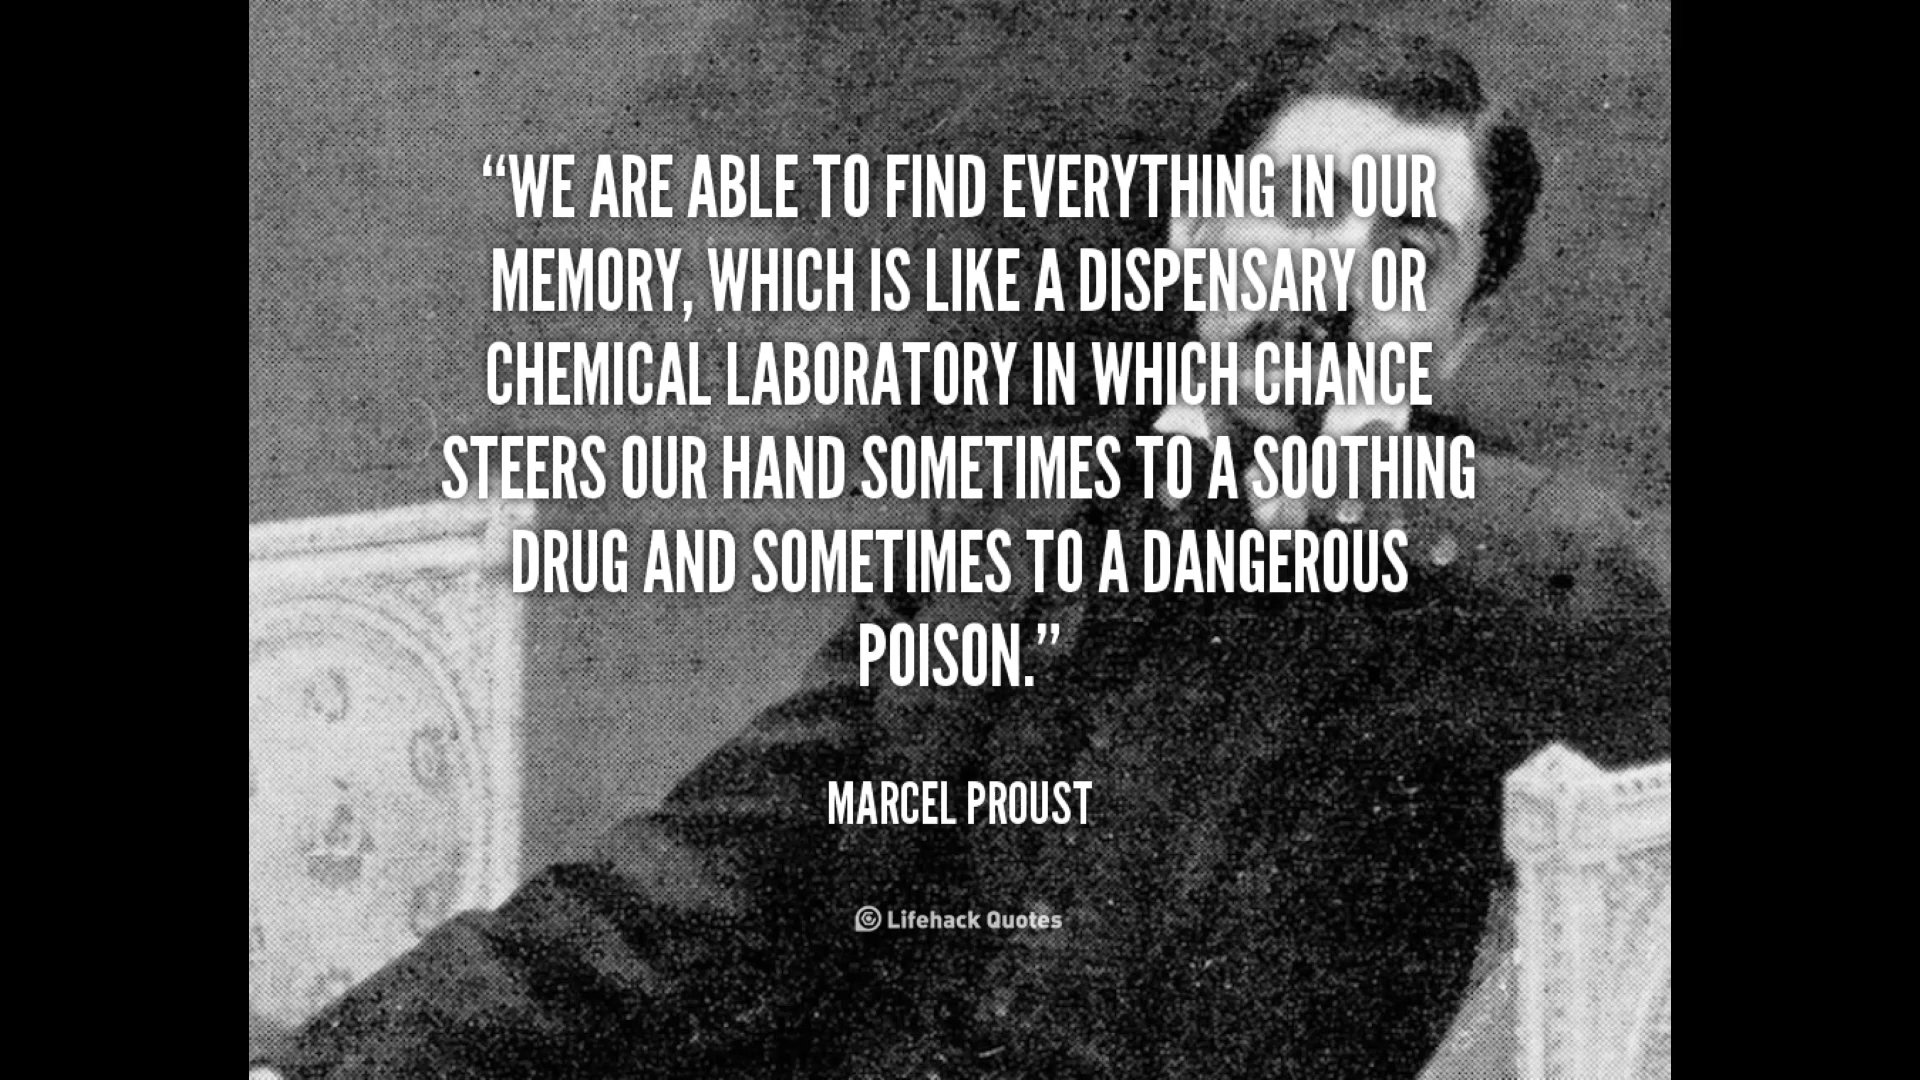 “WE ARE ABLE TO FIND EVERYTHING IN OUR
MEMORY, WHICH IS LIKE A DISPENSARY OR
CHEMICAL LABORATORY IN WHICH CHANCE
STEERS OUR HAND SOMETIMES TO A SOOTHING
DRUG AND SOMETIMES TO A DANGEROUS
POISON.”
MARCEL PROUST
Lifehack Quotes